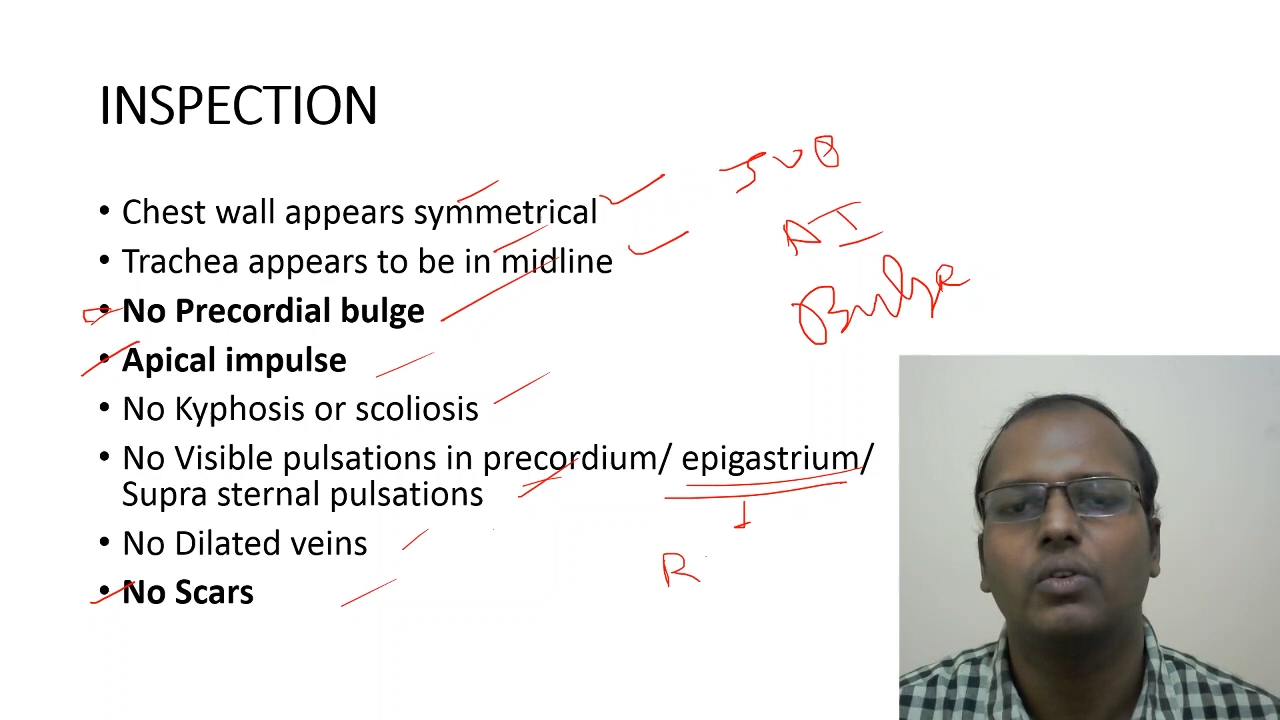 INSPECTION
• Chest wall appears symmetrical
• Trachea appears to be in midline
• No Precordial bulge
• Apical impulse
• No Kyphosis or scoliosis
• No Visible pulsations in precordium/ epigastrium/
Supra sternal pulsations
• No Dilated veins
• No Scars
AI
Bulge
R